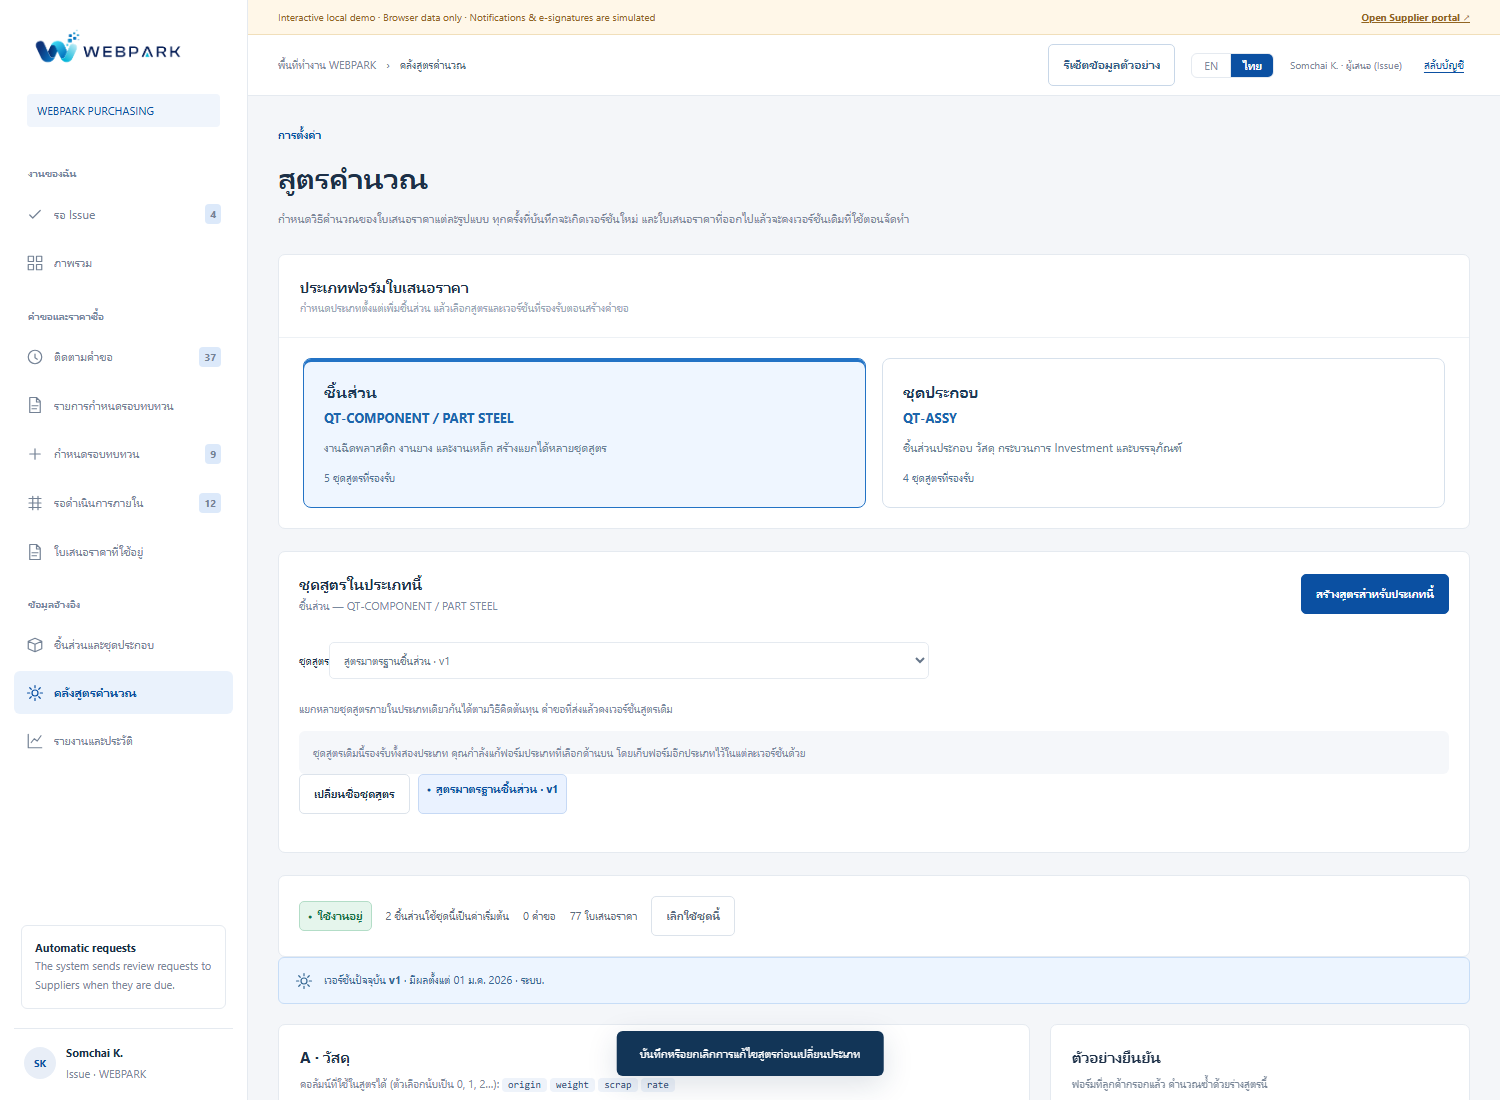 Interactive local demo · Browser data only · Notifications & e-signatures are simulated
Open Supplier portal ↗
WEBPARK
พื้นที่ทำงาน WEBPARK › คลังสูตรคำนวณ
รีเซ็ตข้อมูลตัวอย่าง
EN
ไทย
Somchai K. · ผู้เสนอ (Issue)
สลับบัญชี
WEBPARK PURCHASING
งานของฉัน
รอ Issue 4
ภาพรวม
คำขอและราคาซื้อ
ติดตามคำขอ 37
รายการกำหนดรอบทบทวน
กำหนดรอบทบทวน 9
รอดำเนินการภายใน 12
ใบเสนอราคาที่ใช้อยู่
ข้อมูลอ้างอิง
ชิ้นส่วนและชุดประกอบ
คลังสูตรคำนวณ
รายงานและประวัติ
Automatic requests
The system sends review requests to
Suppliers when they are due.
SK
Somchai K.
Issue · WEBPARK
การตั้งค่า
สูตรคำนวณ
กำหนดวิธีคำนวณของใบเสนอราคาแต่ละรูปแบบ ทุกครั้งที่บันทึกจะเกิดเวอร์ชันใหม่ และใบเสนอราคาที่ออกไปแล้วจะคงเวอร์ชันเดิมที่ใช้ตอนจัดทำ
ประเภทฟอร์มใบเสนอราคา
กำหนดประเภทตั้งแต่เพิ่มชิ้นส่วน แล้วเลือกสูตรและเวอร์ชันที่รองรับตอนสร้างคำขอ
ชิ้นส่วน
QT-COMPONENT / PART STEEL
งานฉีดพลาสติก งานยาง และงานเหล็ก สร้างแยกได้หลายชุดสูตร
5 ชุดสูตรที่รองรับ
ชุดประกอบ
QT-ASSY
ชิ้นส่วนประกอบ วัสดุ กระบวนการ Investment และบรรจุภัณฑ์
4 ชุดสูตรที่รองรับ
ชุดสูตรในประเภทนี้
ชิ้นส่วน — QT-COMPONENT / PART STEEL
สร้างสูตรสำหรับประเภทนี้
ชุดสูตร สูตรมาตรฐานชิ้นส่วน · v1
แยกหลายชุดสูตรภายในประเภทเดียวกันได้ตามวิธีคิดต้นทุน คำขอที่ส่งแล้วคงเวอร์ชันสูตรเดิม
ชุดสูตรเดิมนี้รองรับทั้งสองประเภท คุณกำลังแก้ฟอร์มประเภทที่เลือกด้านบน โดยเก็บฟอร์มอีกประเภทไว้ในแต่ละเวอร์ชันด้วย
เปลี่ยนชื่อชุดสูตร
• สูตรมาตรฐานชิ้นส่วน · v1
• ใช้งานอยู่
2 ชิ้นส่วนใช้ชุดนี้เป็นค่าเริ่มต้น 0 คำขอ 77 ใบเสนอราคา
เลิกใช้ชุดนี้
เวอร์ชันปัจจุบัน v1 · มีผลตั้งแต่ 01 ม.ค. 2026 · ระบบ.
A · วัสดุ
คอลัมน์ที่ใช้ในสูตรได้ (ตัวเลือกนับเป็น 0, 1, 2…): origin weight scrap rate
ตัวอย่างยืนยัน
ฟอร์มที่ลูกค้ากรอกแล้ว คำนวณซ้ำด้วยร่างสูตรนี้
บันทึกหรือยกเลิกการแก้ไขสูตรก่อนเปลี่ยนประเภท